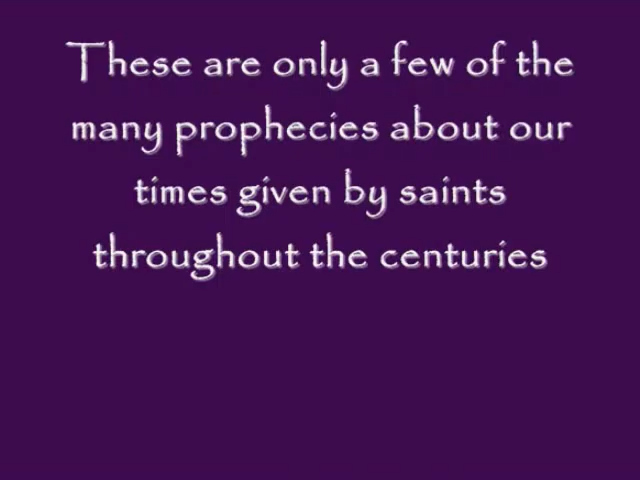 These are only a few of the
many prophecies about our
times given by saints
throughout the centuries